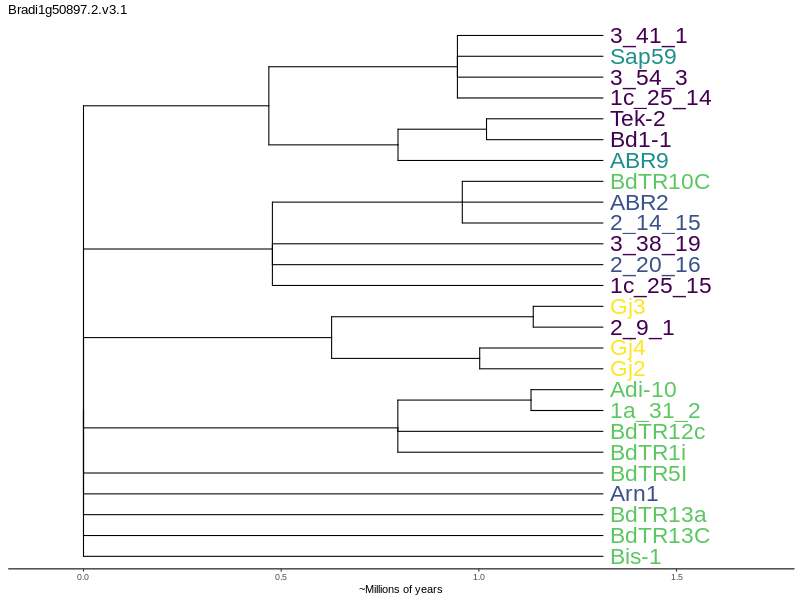 Bradi1g50897.2.v3.1
3_41_1
Sap59
3_54_3
1c_25_14
Tek-2
Bd1-1
ABR9
BdTR10C
ABR2
2_14_15
3_38_19
2_20_16
1c_25_15
Gj3
2_9_1
Gj4
Gj2
Adi-10
1a_31_2
BdTR12c
BdTR1i
BdTR5I
Arn1
BdTR13a
BdTR13C
Bis-1
0.0 0.5 1.0 1.5
~Millions of years